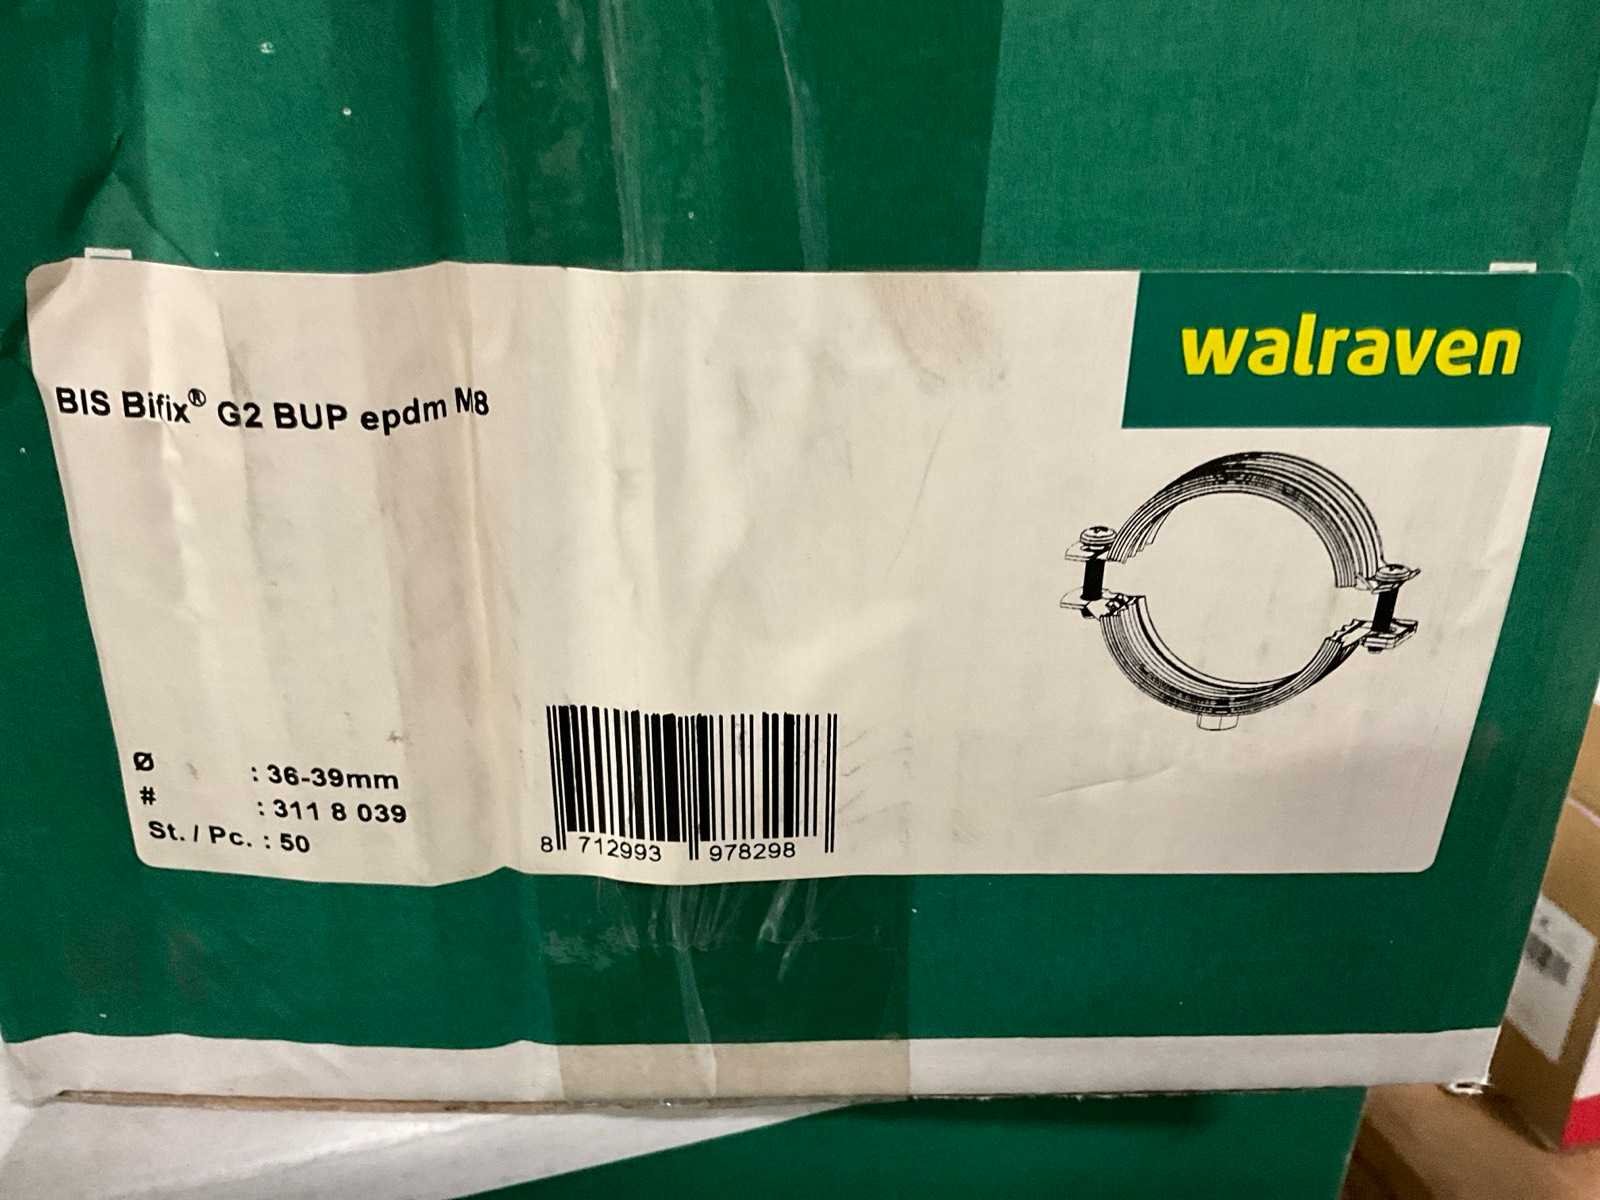 walraven
BIS Bifix® G2 BUP epdm M8
Ø : 36-39mm
# : 311 8 039
St. / Pc. : 50
8 712993 978298